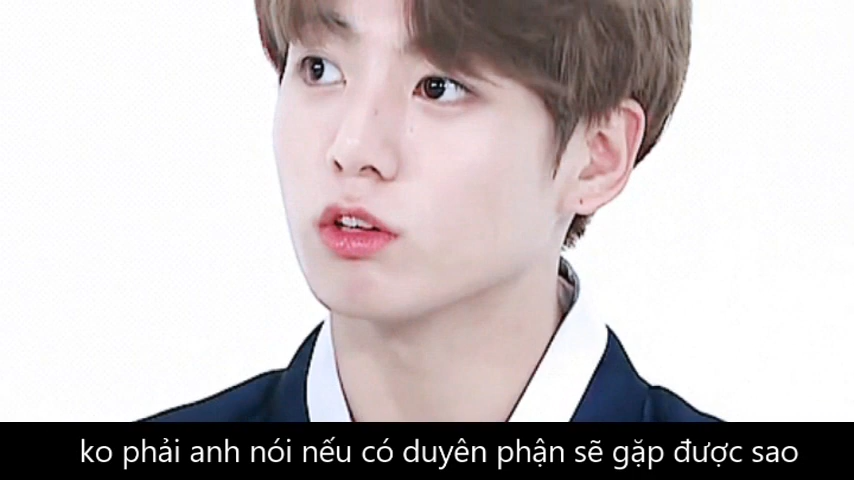 ko phải anh nói nếu có duyên phận sẽ gặp được sao